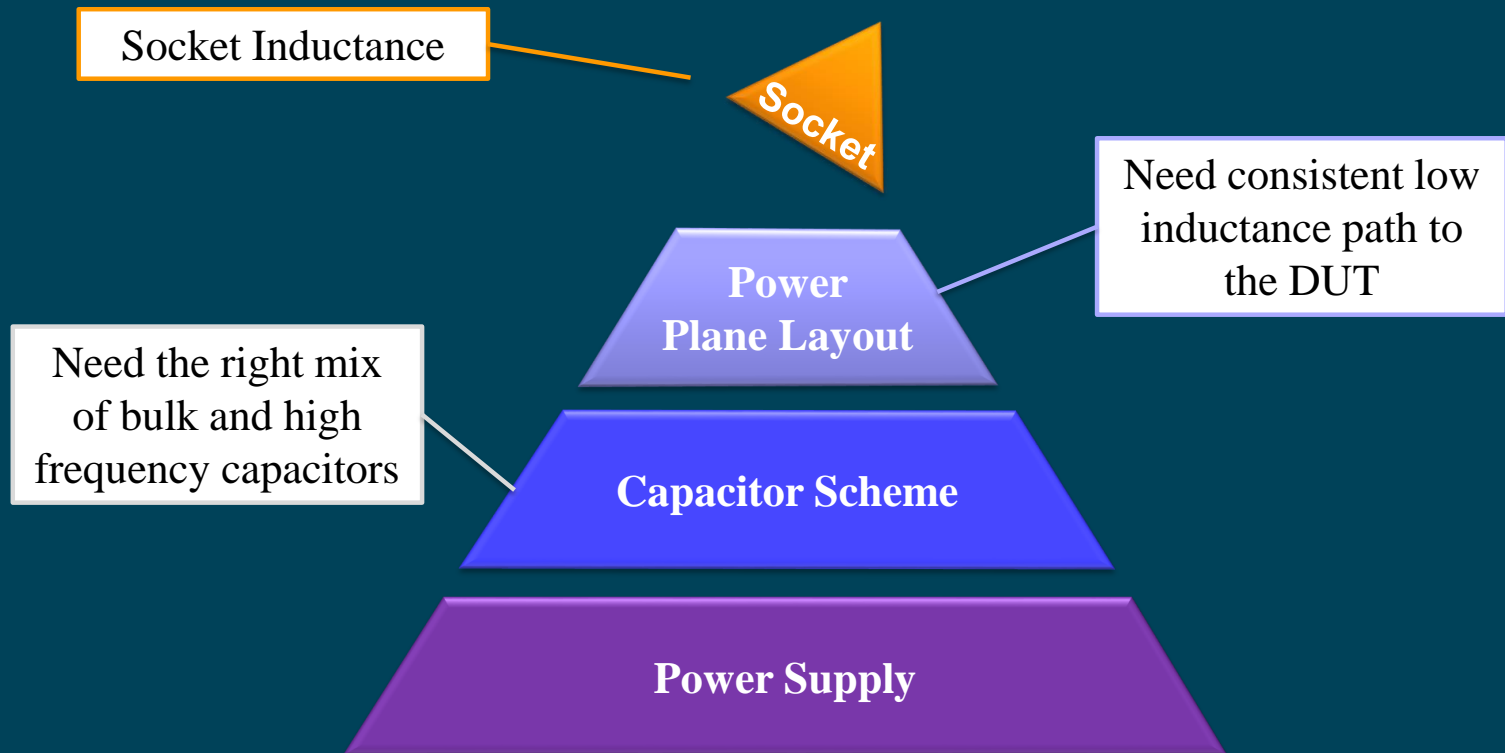 Socket Inductance
Socket
Need consistent low
inductance path to
the DUT
Power
Plane Layout
Need the right mix
of bulk and high
frequency capacitors
Capacitor Scheme
Power Supply